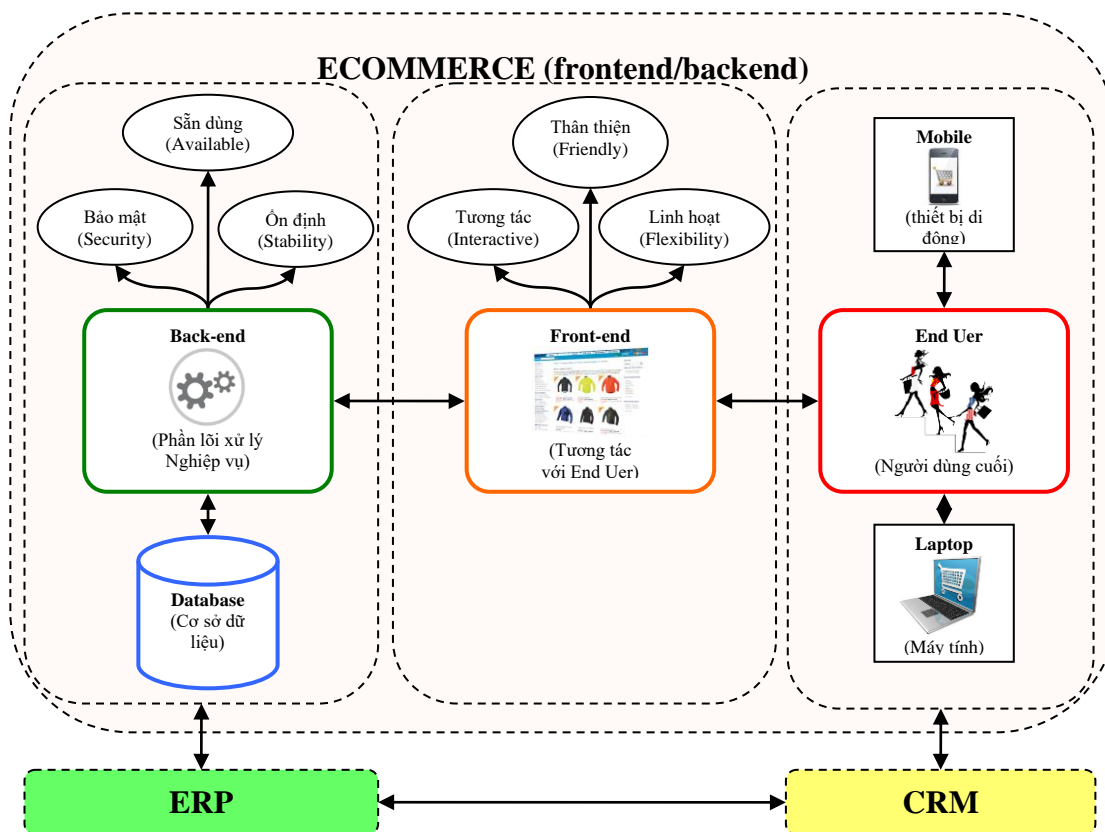 ECOMMERCE (frontend/backend)
Sẵn dùng
(Available)
Bảo mật
(Security)
Ổn định
(Stability)
Back-end
(Phần lõi xử lý
Nghiệp vụ)
Database
(Cơ sở dữ
liệu)
Thân thiện
(Friendly)
Tương tác
(Interactive)
Linh hoạt
(Flexibility)
Front-end
(Tương tác
với End Uer)
Mobile
(thiết bị di
động)
End Uer
(Người dùng cuối)
Laptop
(Máy tính)
ERP
CRM